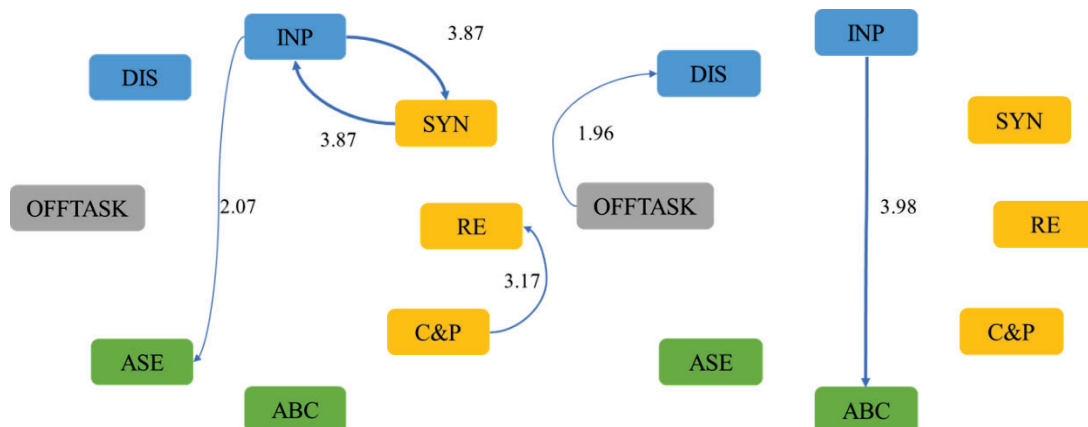 INP
3.87
DIS
SYN
3.87
OFFTASK
2.07
RE
3.17
C&P
ASE
ABC
INP
DIS
SYN
1.96
OFFTASK
3.98
RE
C&P
ASE
ABC